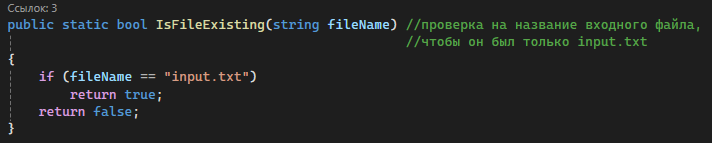 Ссылок: 3
public static bool IsFileExisting(string fileName) //проверка на название входного файла,
//чтобы он был только input.txt
{
if (fileName == "input.txt")
return true;
return false;
}